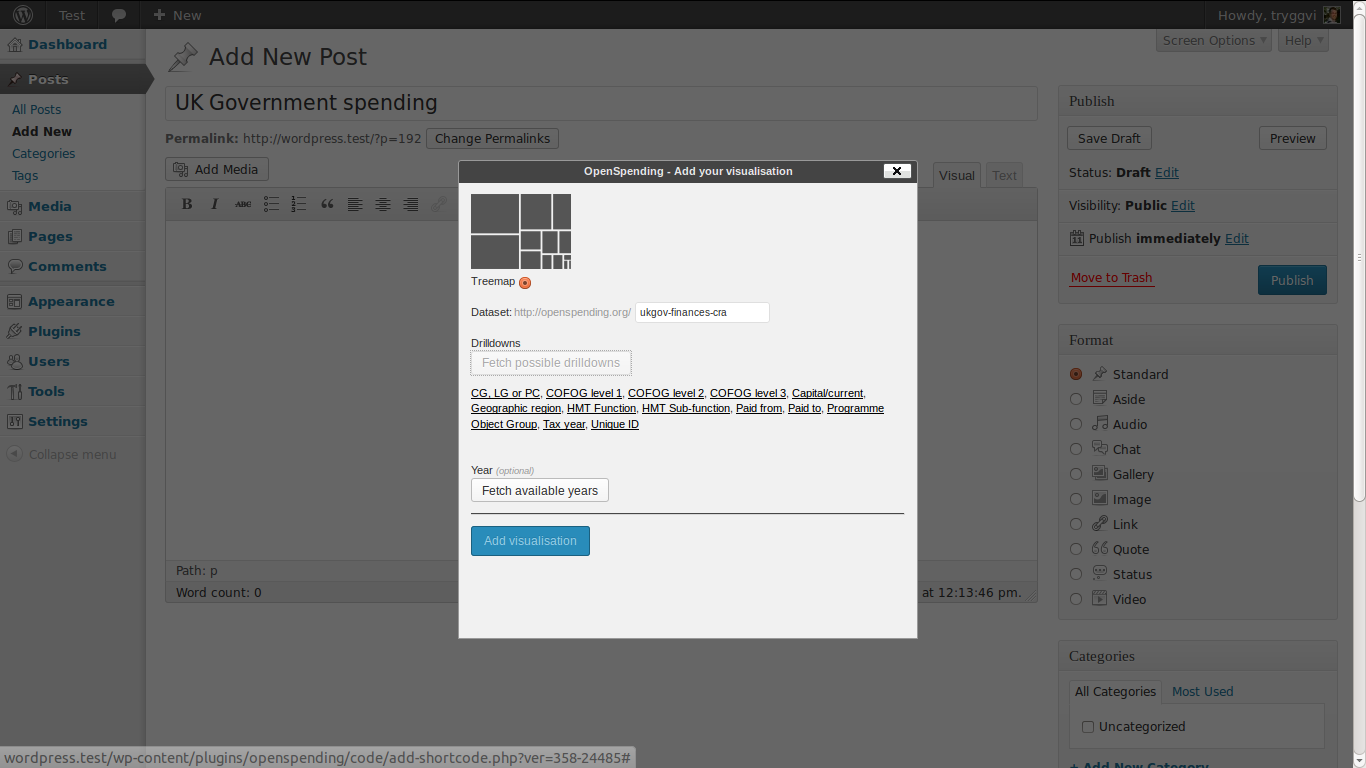 Test
New
Howdy, tryggvi
Dashboard
Posts
All Posts
Add New
Categories
Tags
Media
Pages
Comments
Appearance
Plugins
Users
Tools
Settings
Collapse menu
Screen Options
Help
Add New Post
UK Government spending
Permalink: http://wordpress.test/?p=192 Change Permalinks
Add Media
Visual Text
B I ABC
Path: p
Word count: 0
at 12:13:46 pm.
OpenSpending - Add your visualisation
Treemap
Dataset: http://openspending.org/ ukgov-finances-cra
Drilldowns
Fetch possible drilldowns
CG, LG or PC, COFOG level 1, COFOG level 2, COFOG level 3, Capital/current,
Geographic region, HMT Function, HMT Sub-function, Paid from, Paid to, Programme
Object Group, Tax year, Unique ID
Year (optional)
Fetch available years
Add visualisation
Publish
Save Draft Preview
Status: Draft Edit
Visibility: Public Edit
Publish immediately Edit
Move to Trash Publish
Format
Standard
Aside
Audio
Chat
Gallery
Image
Link
Quote
Status
Video
Categories
All Categories Most Used
Uncategorized
+ Add New Category
wordpress.test/wp-content/plugins/openspending/code/add-shortcode.php?ver=358-24485#